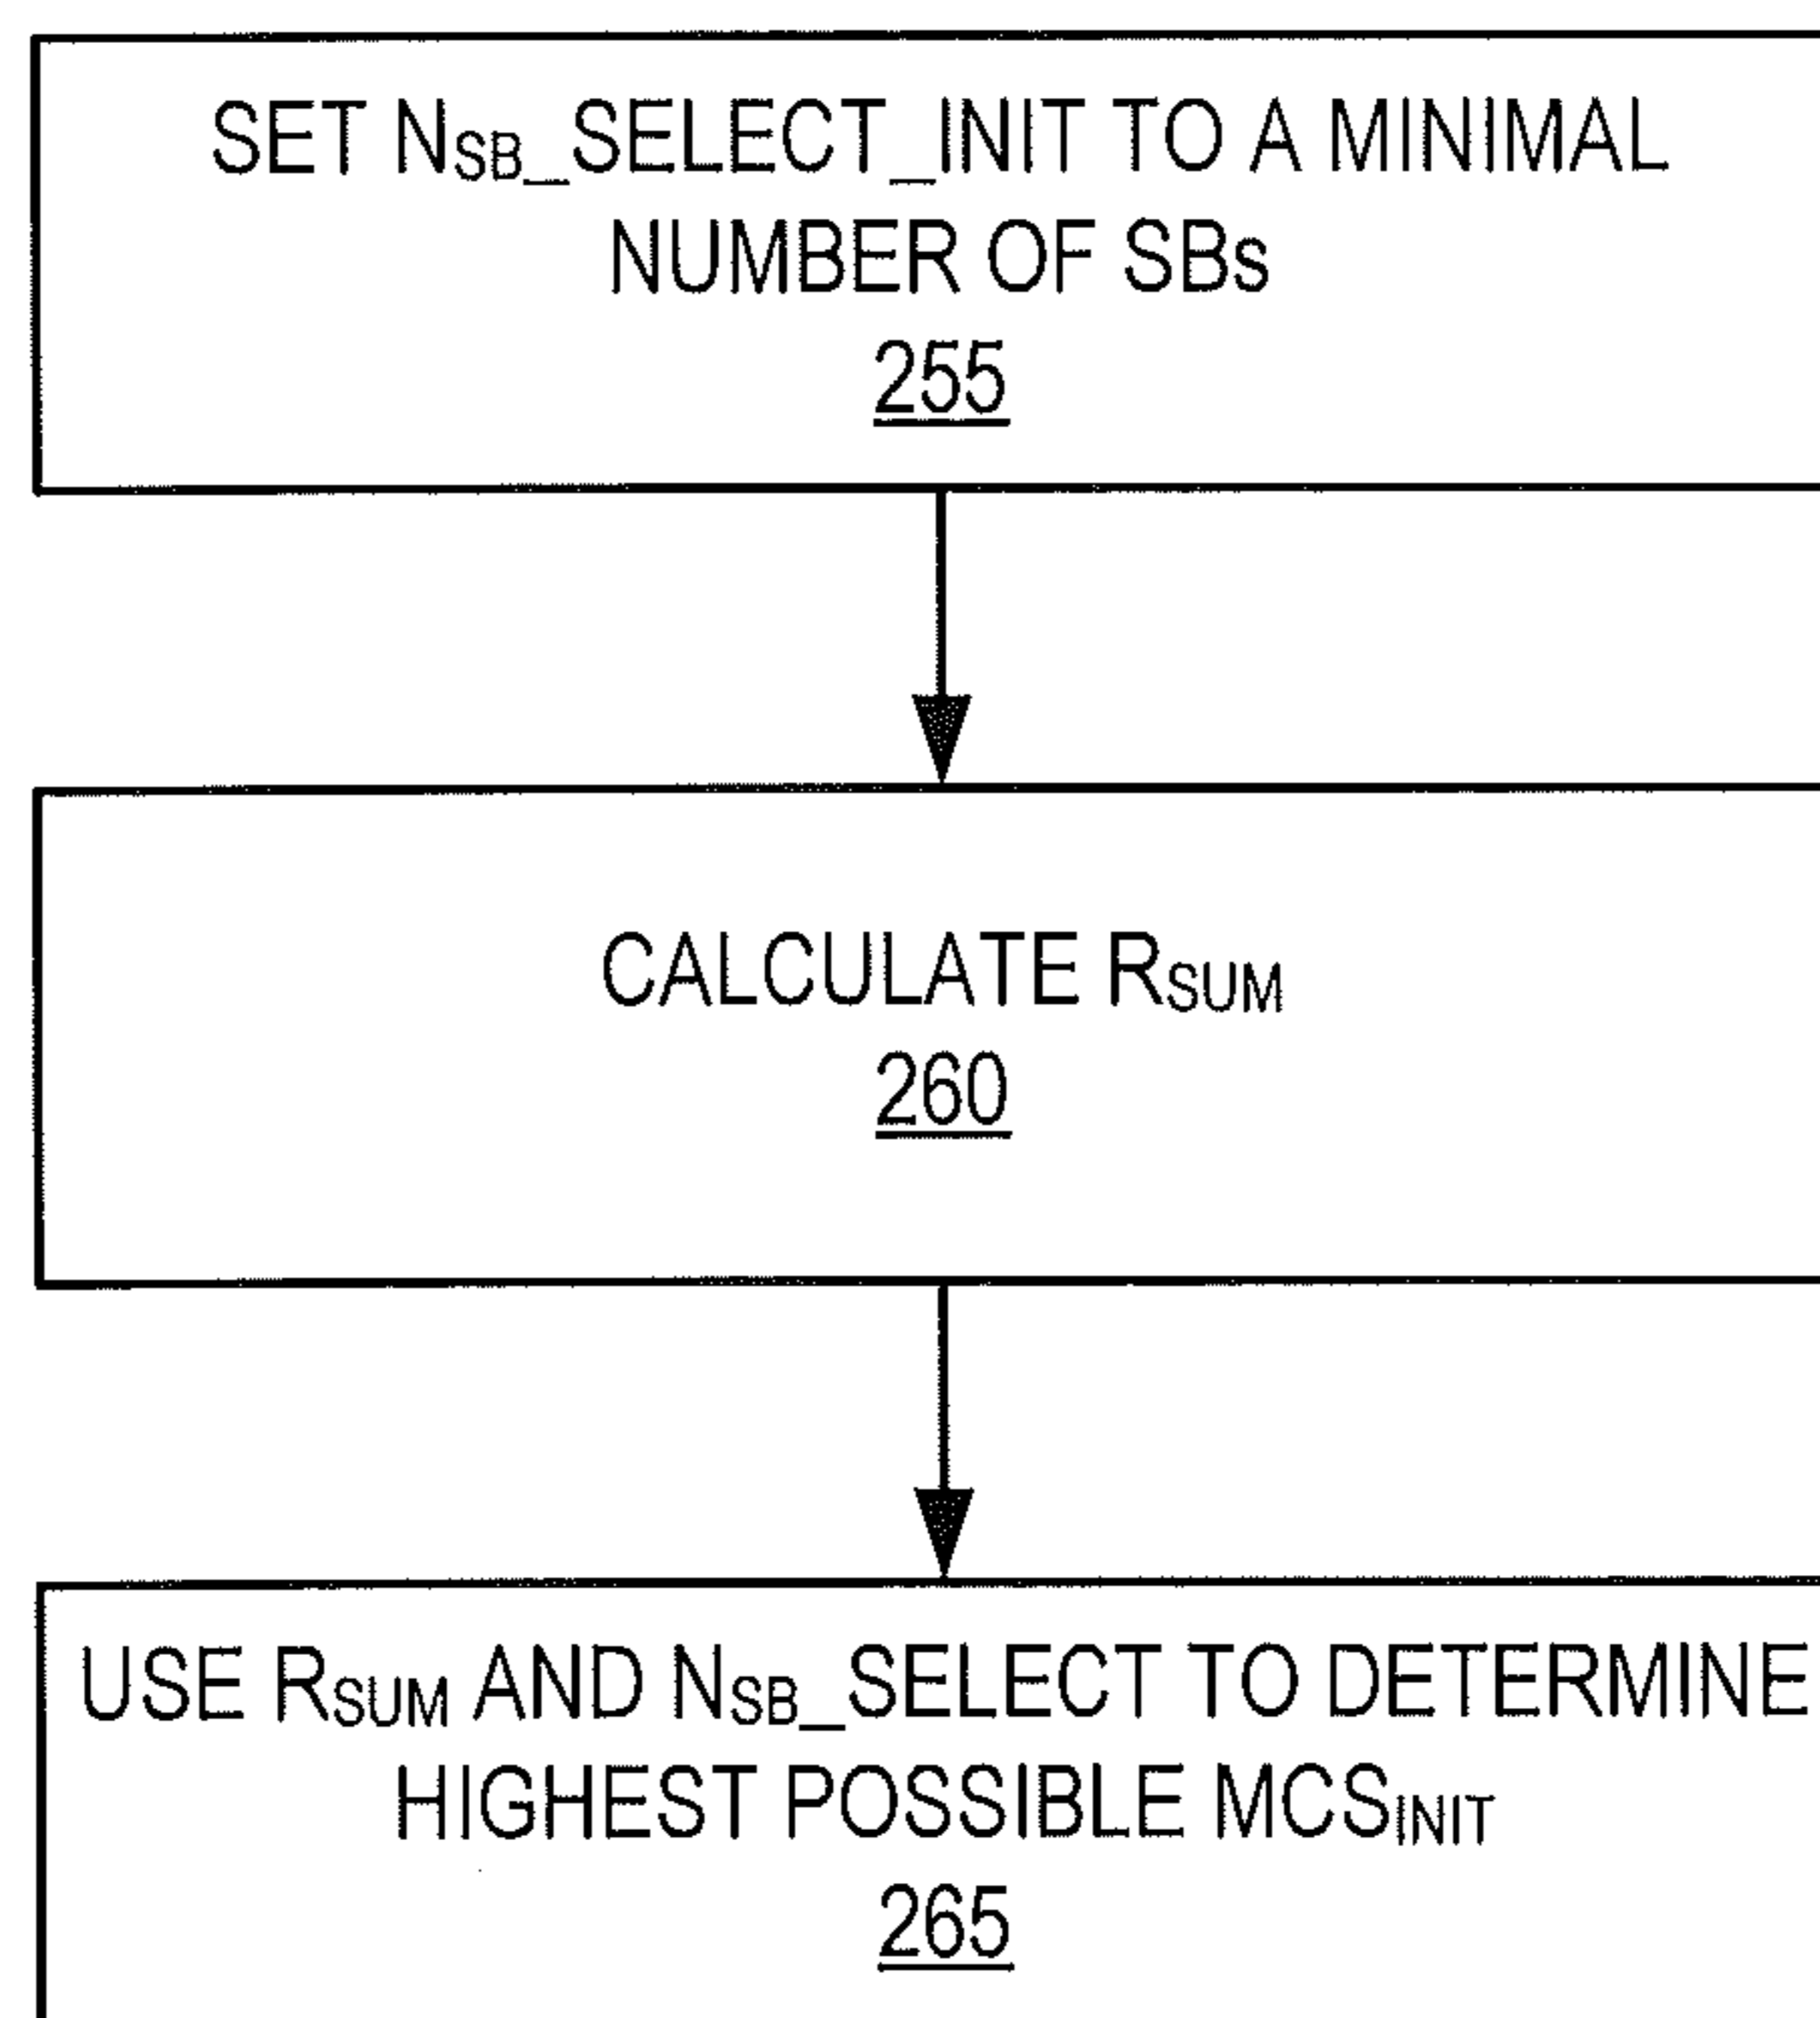 SET NSB_SELECT_INIT TO A MINIMAL
NUMBER OF SBs
255
CALCULATE RSUM
260
USE RSUM AND NSB_SELECT TO DETERMINE
HIGHEST POSSIBLE MCSINIT
265